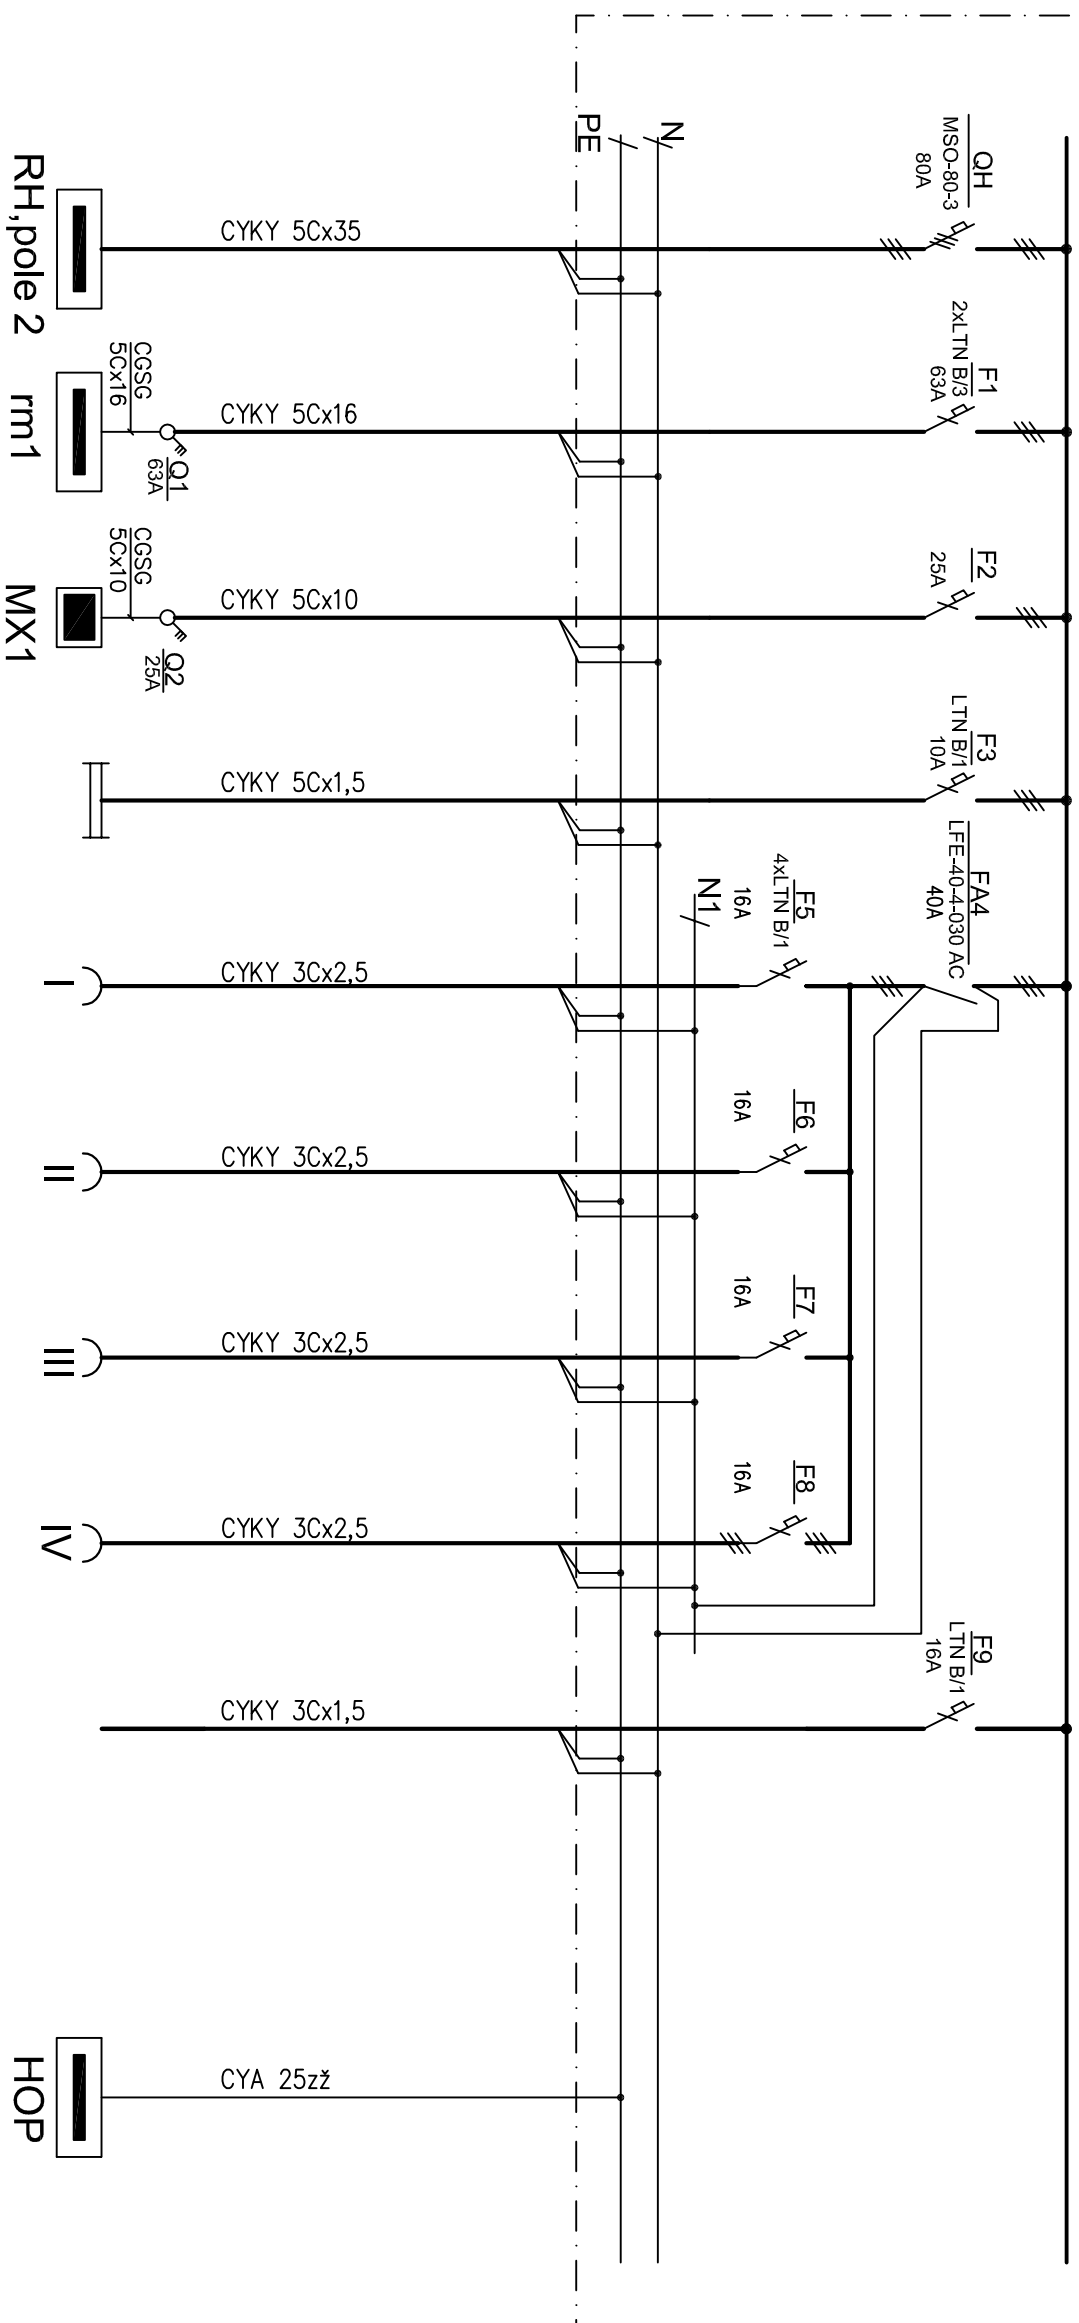 QH
MSO-80-3
80A
PE
N
CYKY 5Cx35
RH,pole 2
F1
2xLTN B/3
63A
CYKY 5Cx16
CGSG
5Cx16
Q1
63A
rm1
F2
25A
CYKY 5Cx10
CGSG
5Cx10
Q2
25A
MX1
F3
LTN B/1
10A
CYKY 5Cx1,5
FA4
LFE-40-4-030 AC
40A
N1
F5
4xLTN B/1
16A
CYKY 3Cx2,5
I
F6
16A
CYKY 3Cx2,5
II
F7
16A
CYKY 3Cx2,5
III
F8
16A
CYKY 3Cx2,5
IV
F9
LTN B/1
16A
CYKY 3Cx1,5
CYA 25zž
HOP